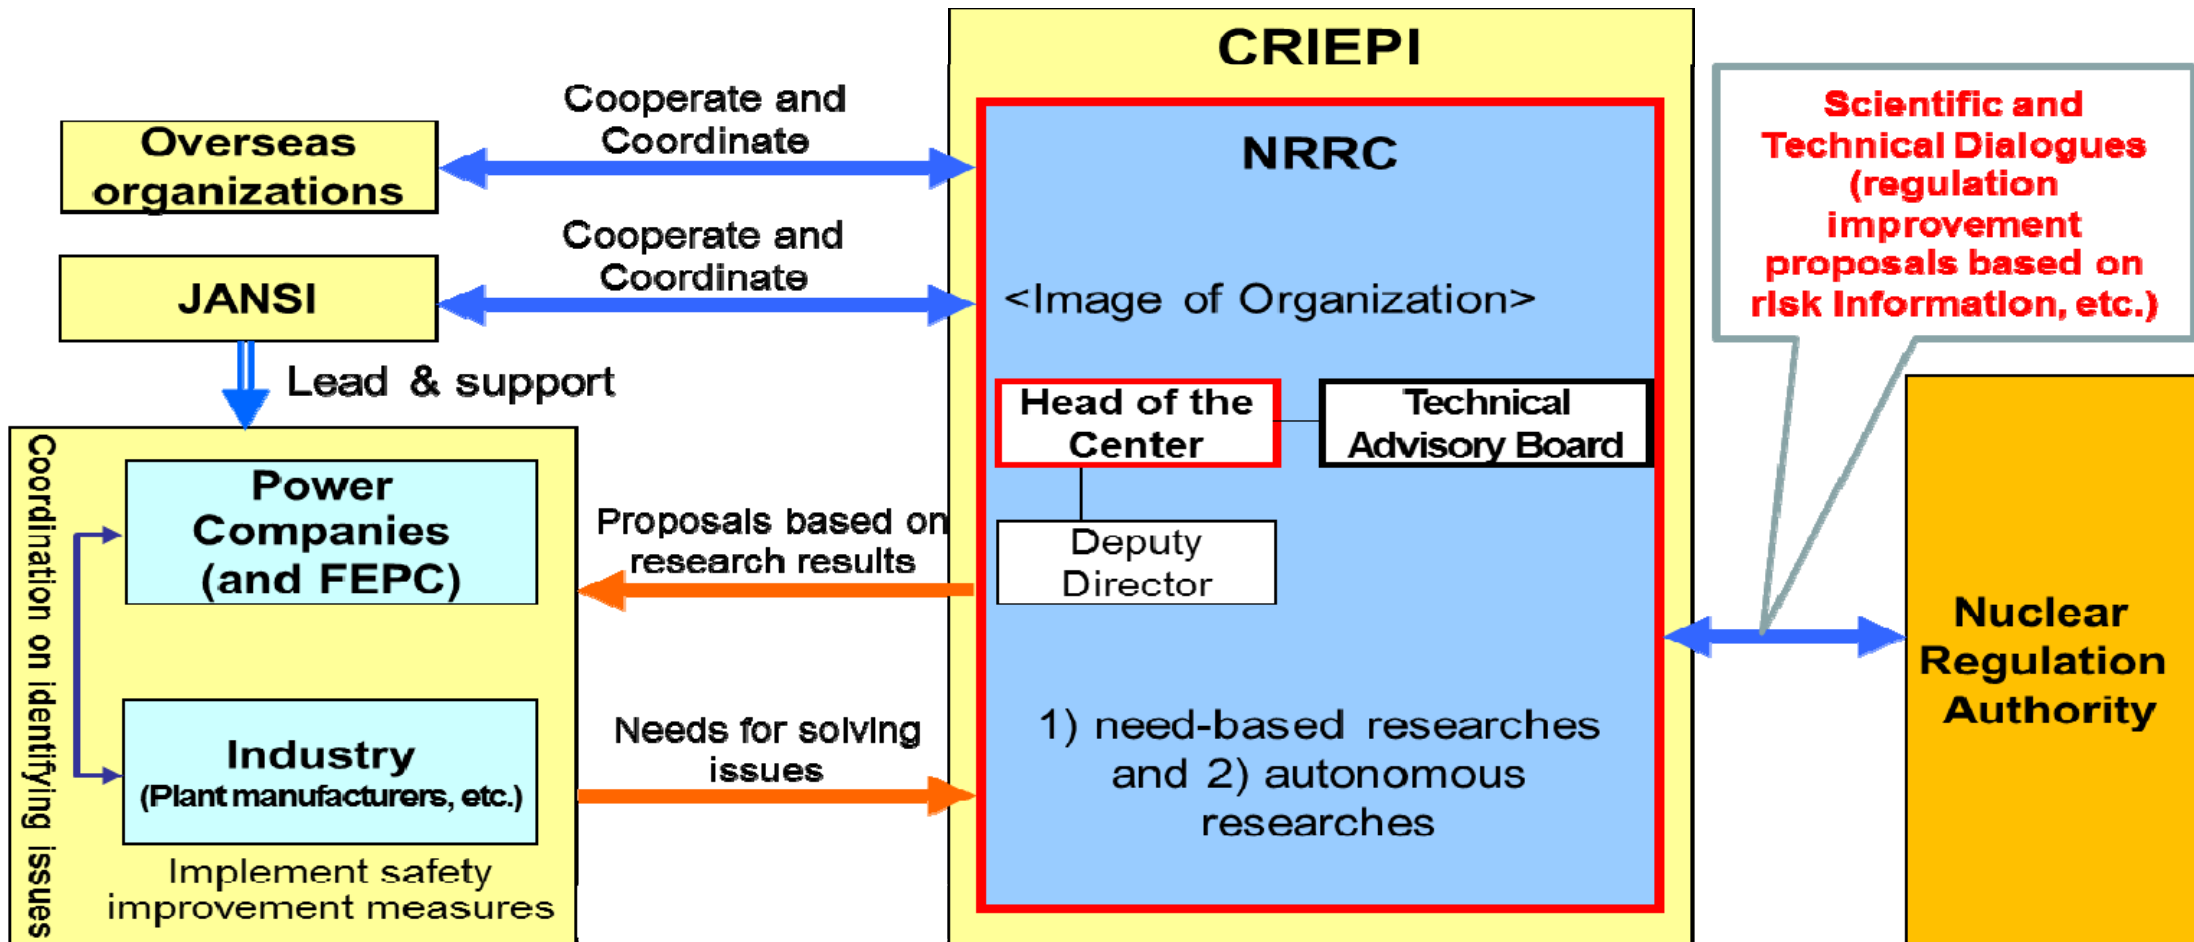 CRIEPI
Cooperate and
Coordinate
Overseas
organizations
NRRC
Scientific and
Technical Dialogues
(regulation
improvement
proposals based on
risk Information, etc.)
Cooperate and
Coordinate
JANSI
<Image of Organization>
Lead & support
Head of the
Center
Technical
Advisory Board
Coordination on identifying issues
Power
Companies
(and FEPC)
Proposals based on
research results
Deputy
Director
Nuclear
Regulation
Authority
Industry
(Plant manufacturers, etc.)
Needs for solving
issues
1) need-based researches
and 2) autonomous
researches
Implement safety
improvement measures